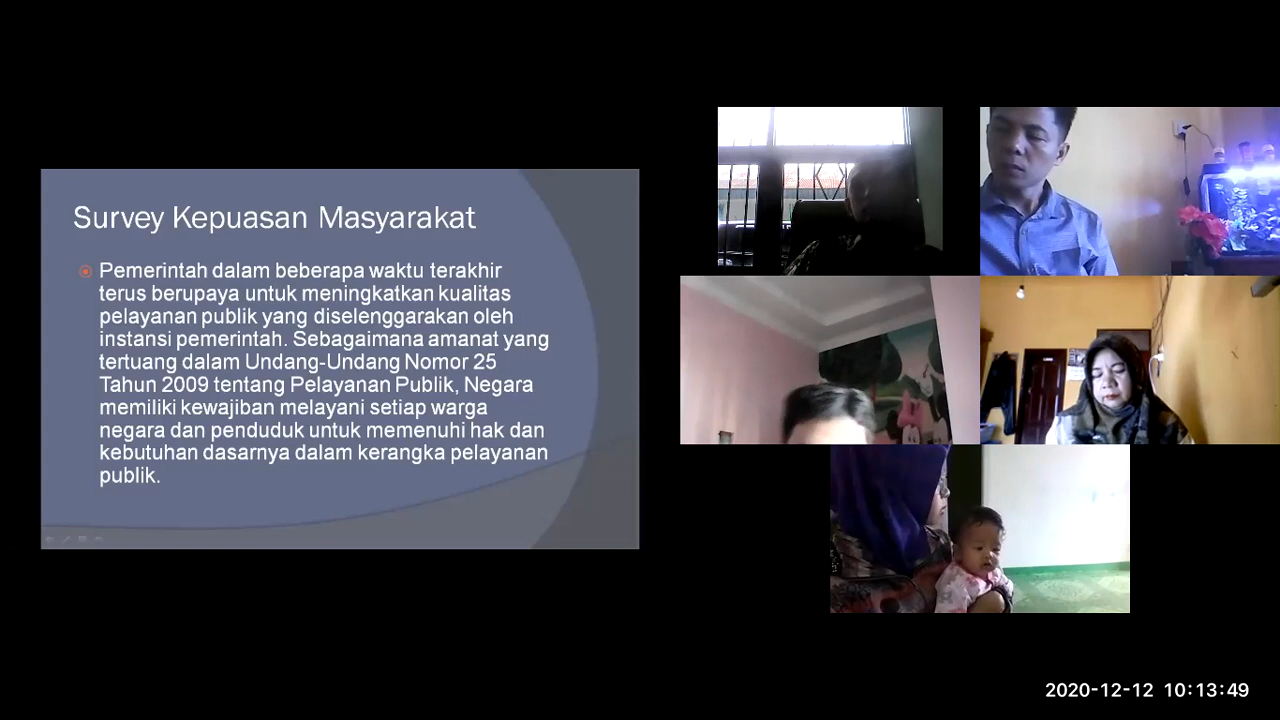 Survey Kepuasan Masyarakat
Pemerintah dalam beberapa waktu terakhir
terus berupaya untuk meningkatkan kualitas
pelayanan publik yang diselenggarakan oleh
instansi pemerintah. Sebagaimana amanat yang
tertuang dalam Undang-Undang Nomor 25
Tahun 2009 tentang Pelayanan Publik, Negara
memiliki kewajiban melayani setiap warga
negara dan penduduk untuk memenuhi hak dan
kebutuhan dasarnya dalam kerangka pelayanan
publik.
2020-12-12 10:13:49